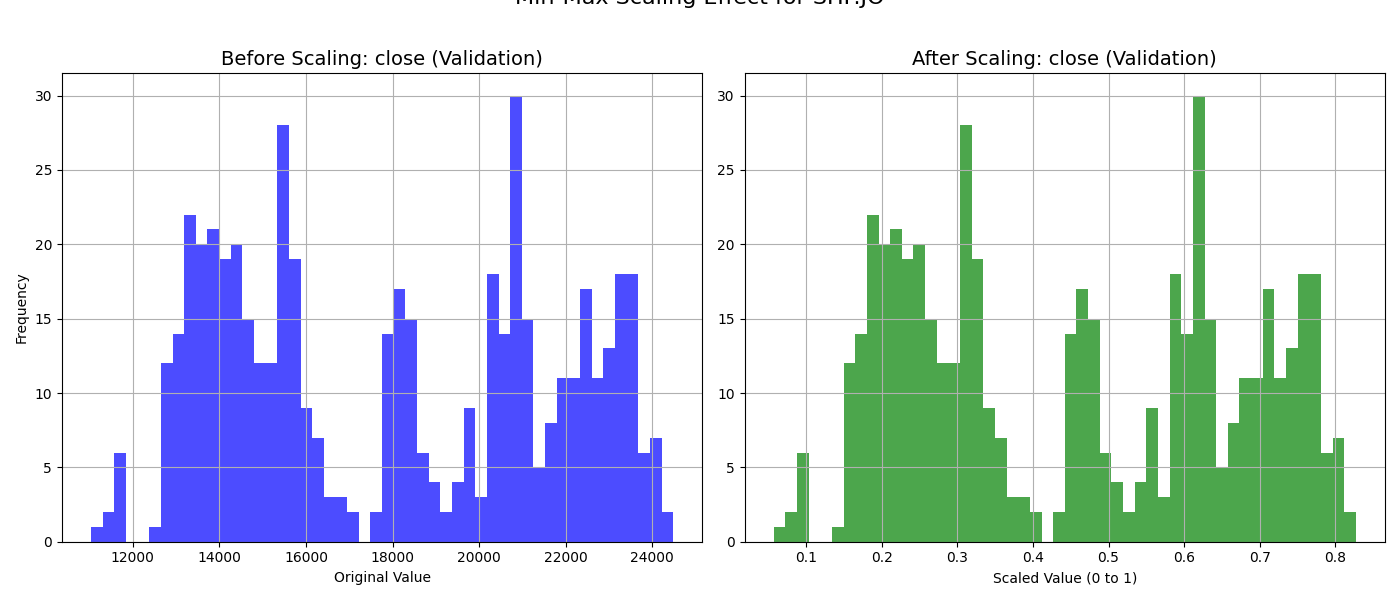 Min-Max Scaling Effect for SHP.JO
Before Scaling: close (Validation)
After Scaling: close (Validation)
Frequency
30
25
20
15
10
5
0
12000 14000 16000 18000 20000 22000 24000
Original Value
30
25
20
15
10
5
0
0.1 0.2 0.3 0.4 0.5 0.6 0.7 0.8
Scaled Value (0 to 1)